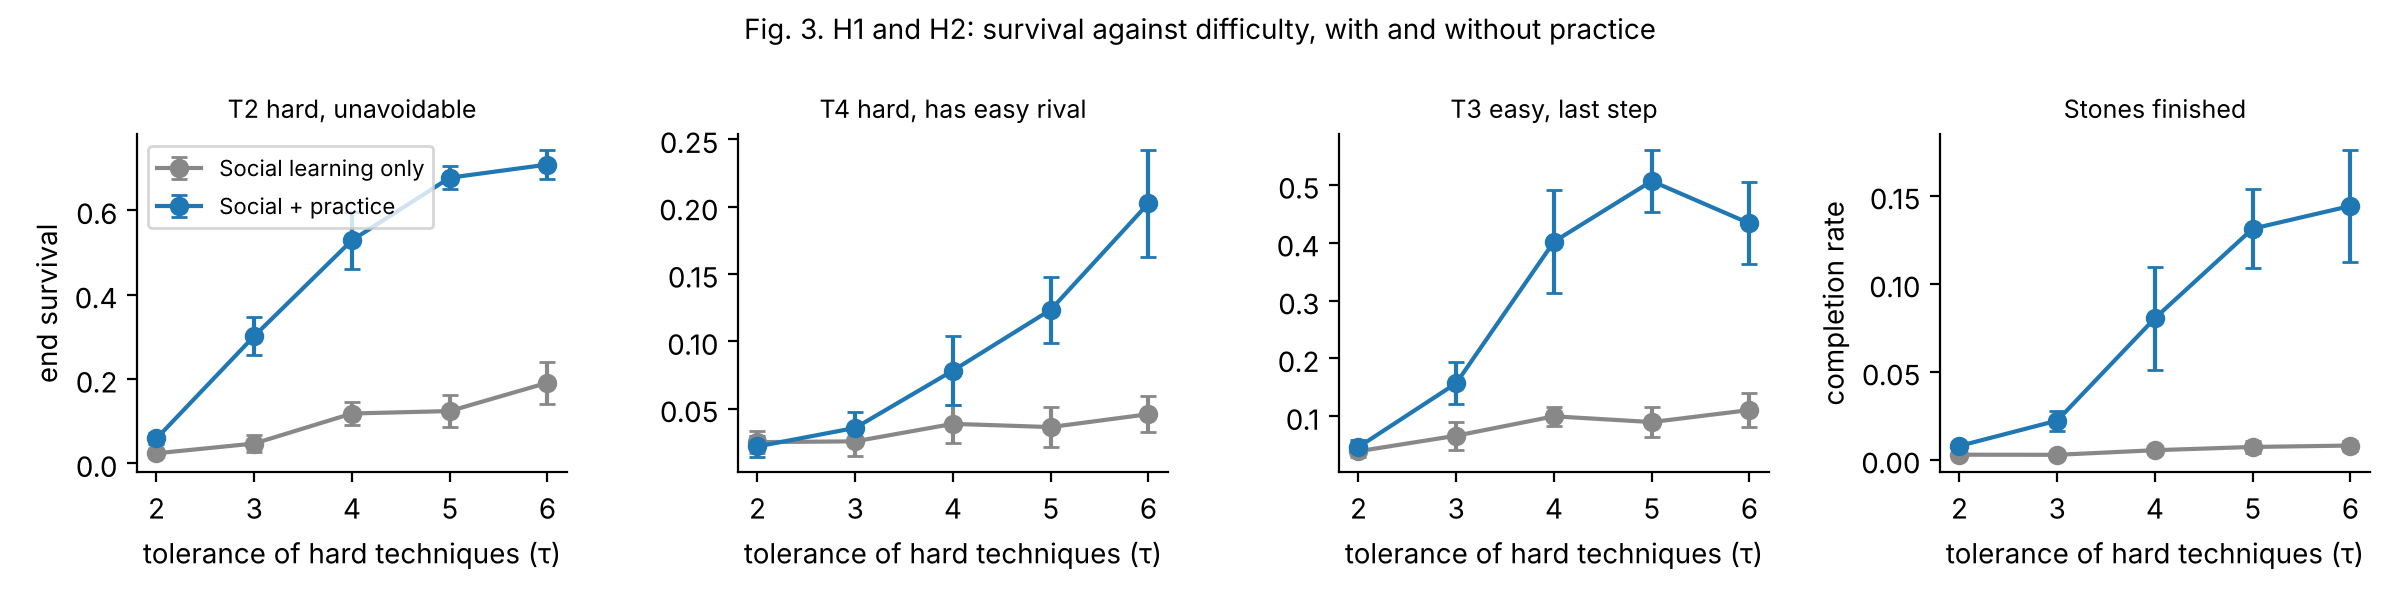 Fig. 3. H1 and H2: survival against difficulty, with and without practice
T2 hard, unavoidable
Social learning only
Social + practice
end survival
0.6
0.4
0.2
0.0
2 3 4 5 6
tolerance of hard techniques (τ)
T4 hard, has easy rival
0.25
0.20
0.15
0.10
0.05
2 3 4 5 6
tolerance of hard techniques (τ)
T3 easy, last step
0.5
0.4
0.3
0.2
0.1
2 3 4 5 6
tolerance of hard techniques (τ)
Stones finished
completion rate
0.15
0.10
0.05
0.00
2 3 4 5 6
tolerance of hard techniques (τ)